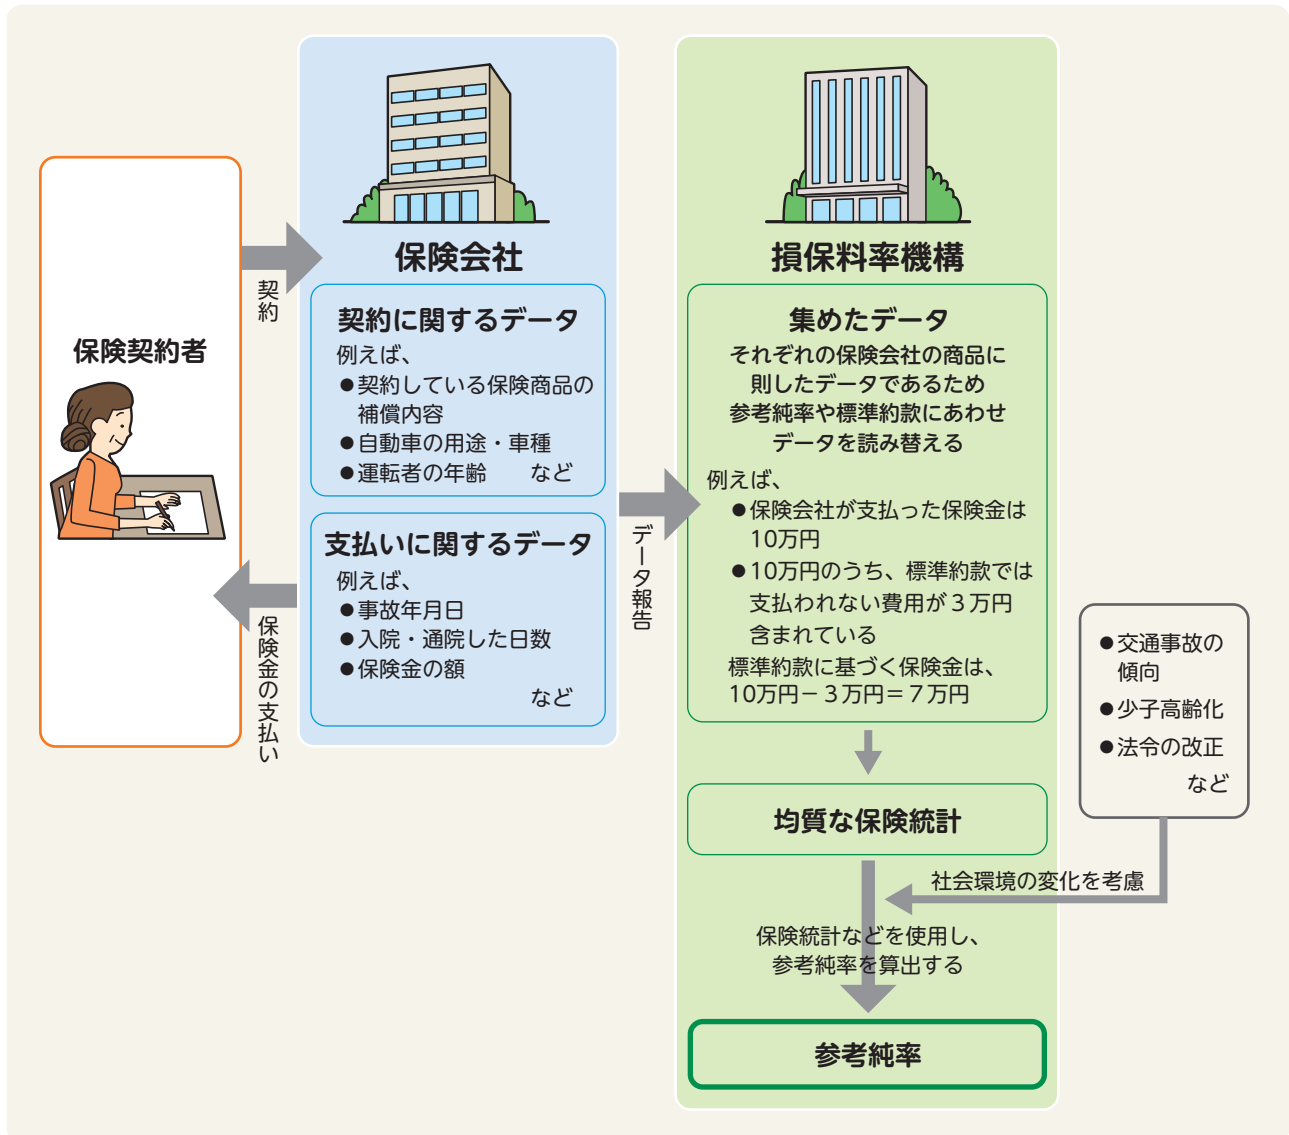 保険契約者
契約
保険金の支払い
保険会社
契約に関するデータ
例えば、
●契約している保険商品の
補償内容
●自動車の用途・車種
●運転者の年齢　など
支払いに関するデータ
例えば、
●事故年月日
●入院・通院した日数
●保険金の額
など
データ報告
損保料率機構
集めたデータ
それぞれの保険会社の商品に
則したデータであるため
参考純率や標準約款にあわせ
データを読み替える
例えば、
●保険会社が支払った保険金は
10万円
●10万円のうち、標準約款では
支払われない費用が３万円
含まれている
標準約款に基づく保険金は、
10万円－３万円＝７万円
均質な保険統計
●交通事故の
傾向
●少子高齢化
●法令の改正
など
社会環境の変化を考慮
保険統計などを使用し、
参考純率を算出する
参考純率